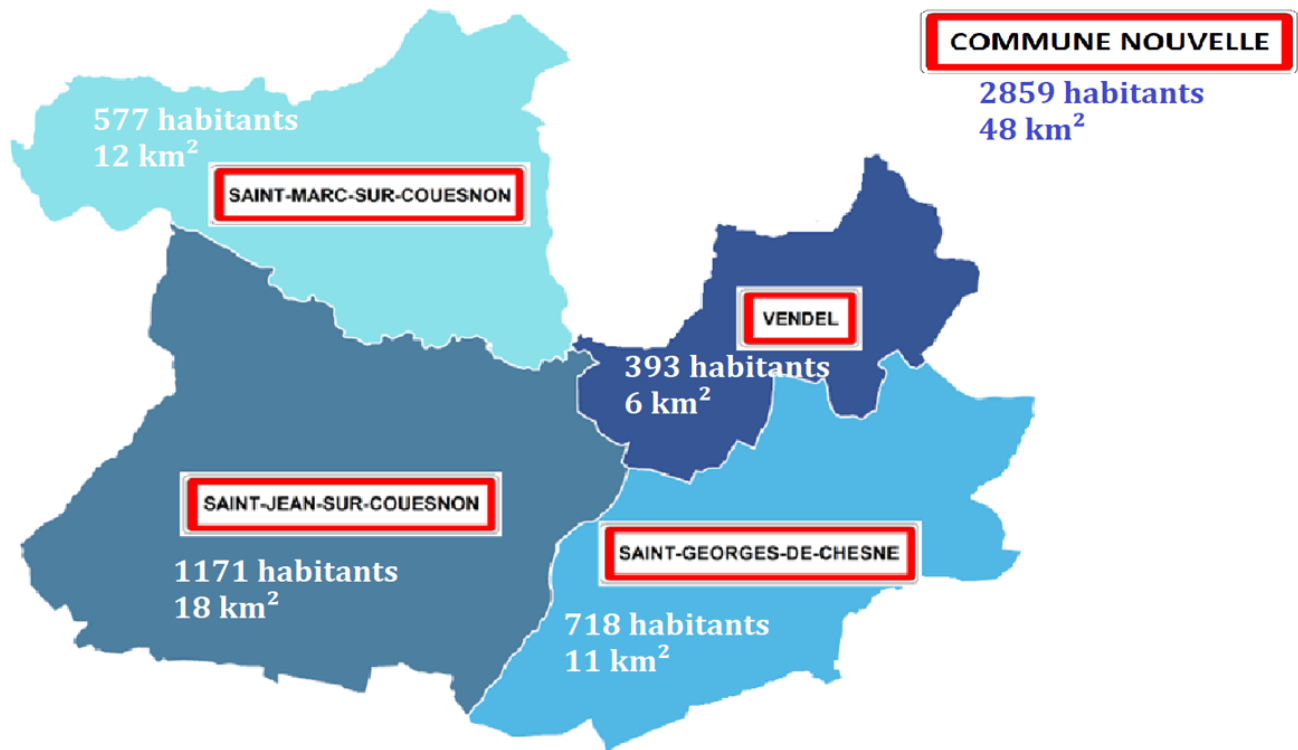 COMMUNE NOUVELLE
2859 habitants
48 km²
577 habitants
12 km²
SAINT-MARC-SUR-COUESNON
VENDEL
393 habitants
6 km²
SAINT-JEAN-SUR-COUESNON
1171 habitants
18 km²
SAINT-GEORGES-DE-CHESNE
718 habitants
11 km²